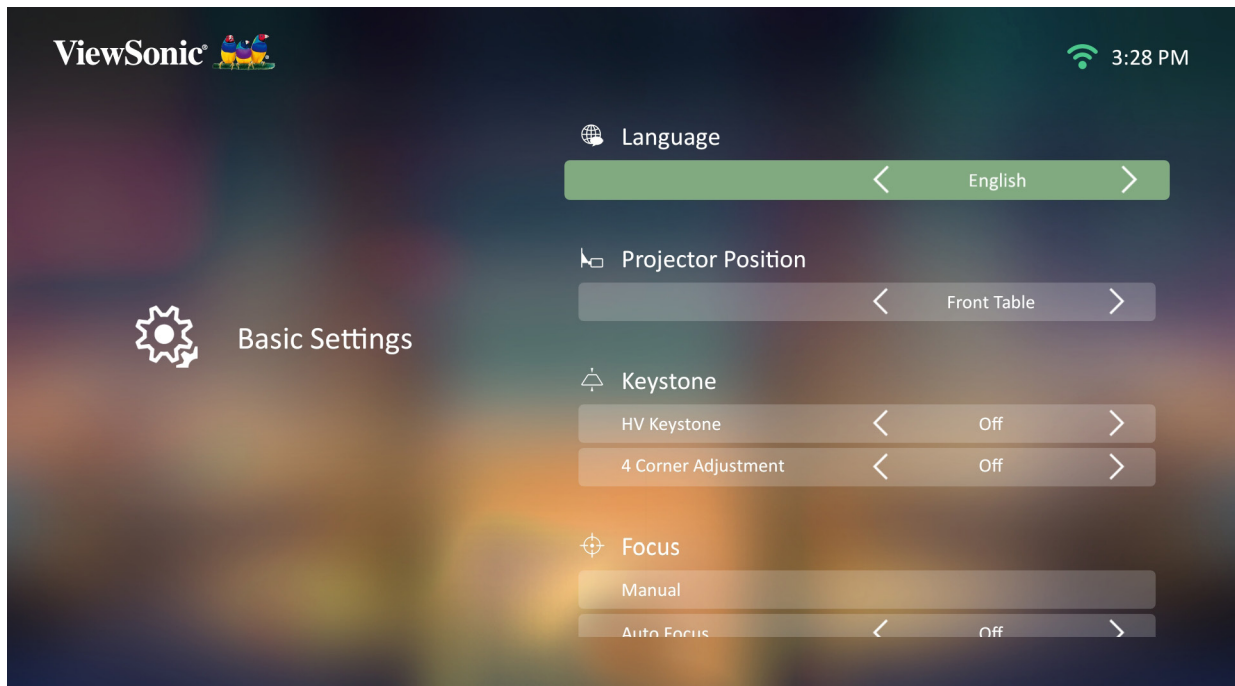 ViewSonic®
3:28 PM
Language
English
Projector Position
Front Table
Basic Settings
Keystone
HV Keystone Off
4 Corner Adjustment Off
Focus
Manual
Auto Focus Off